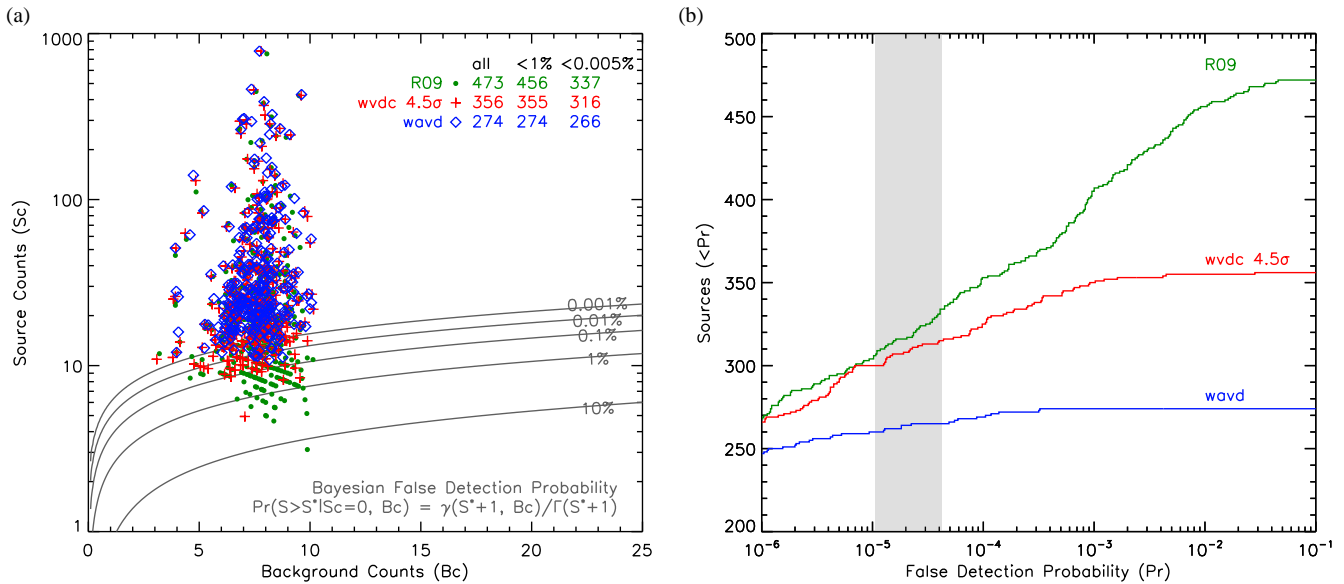 (a)
1000
100
10
1
Source Counts (Sc)
all <1% <0.005%
R09 • 473 456 337
wvdc 4.5σ + 356 355 316
wavd ◇ 274 274 266
0.001%
0.01%
0.1%
1%
10%
Bayesian False Detection Probability
Pr(S>S*|Sc=0, Bc) = γ(S*+1, Bc)/Γ(S*+1)
0 5 10 15 20 25
Background Counts (Bc)
(b)
500
450
400
350
300
250
200
Sources (<Pr)
R09
wvdc 4.5σ
wavd
10⁻⁶ 10⁻⁵ 10⁻⁴ 10⁻³ 10⁻² 10⁻¹
False Detection Probability (Pr)